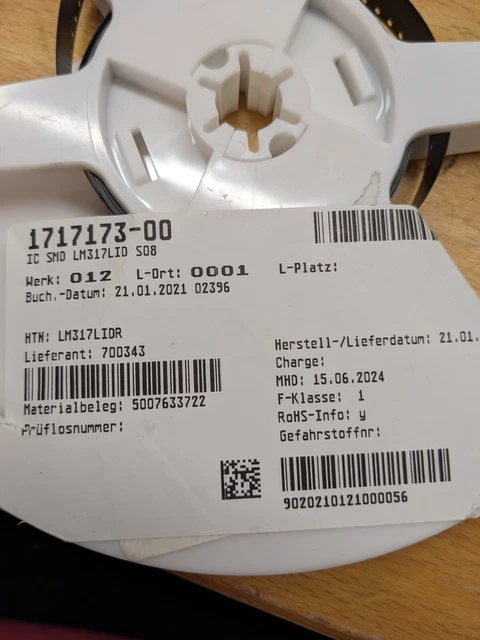 1717173-00
IC SMD LM317LID SO8
Werk: 012 L-Ort: 0001 L-Platz:
Buch.-Datum: 21.01.2021 02396
HTN: LM317LIDR
Lieferant: 700343
Materialbeleg: 5007633722
Prüflosnummer:
Herstell-/Lieferdatum: 21.01.
Charge:
MHD: 15.06.2024
F-Klasse: 1
RoHS-Info: y
Gefahrstoffnr:
9020210121000056